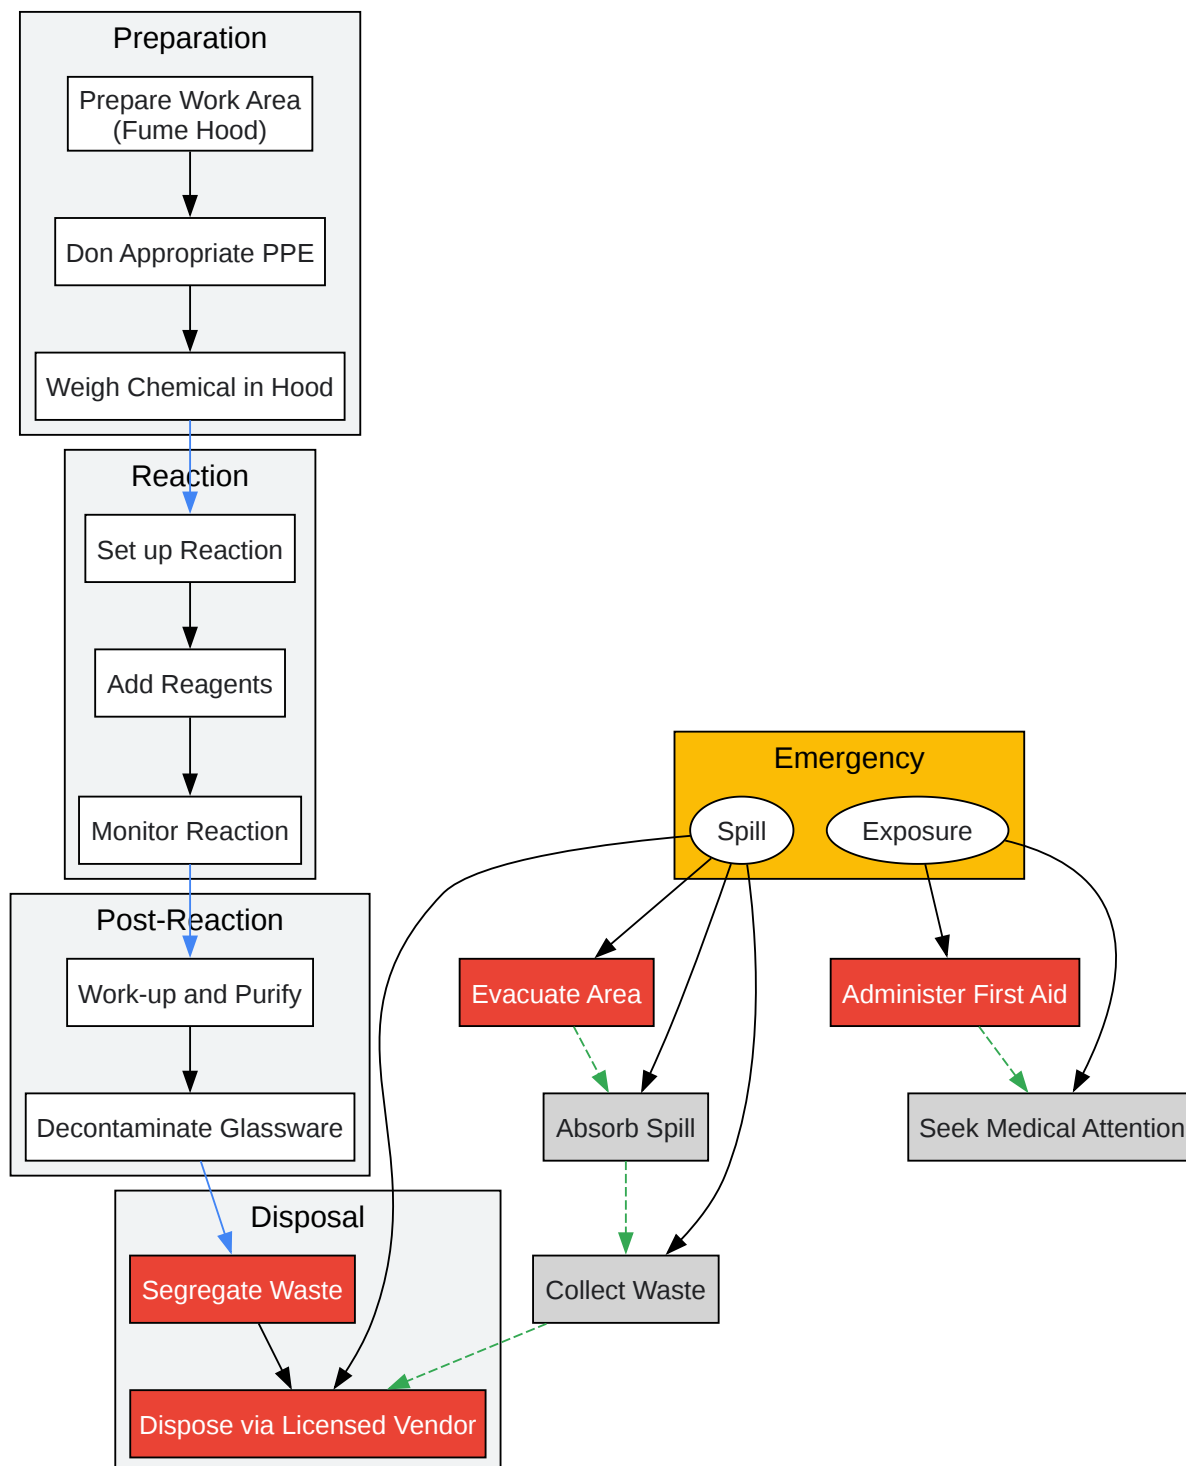 Preparation
Prepare Work Area
(Fume Hood)
Don Appropriate PPE
Weigh Chemical in Hood
Reaction
Set up Reaction
Add Reagents
Monitor Reaction
Emergency
Spill
Exposure
Post-Reaction
Work-up and Purify
Decontaminate Glassware
Evacuate Area
Administer First Aid
Absorb Spill
Seek Medical Attention
Disposal
Segregate Waste
Collect Waste
Dispose via Licensed Vendor